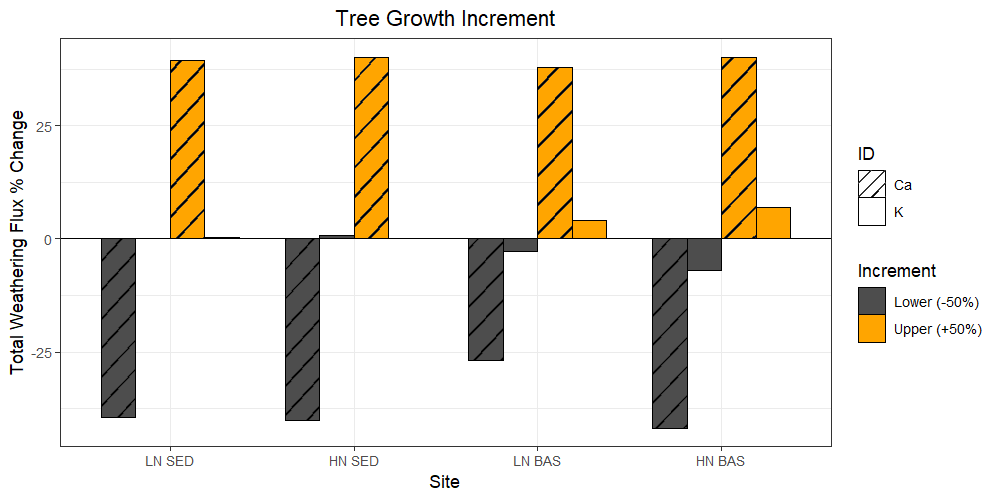 Tree Growth Increment
Total Weathering Flux % Change
25
0
-25
LN SED
HN SED
LN BAS
HN BAS
Site
ID
Ca
K
Increment
Lower (-50%)
Upper (+50%)